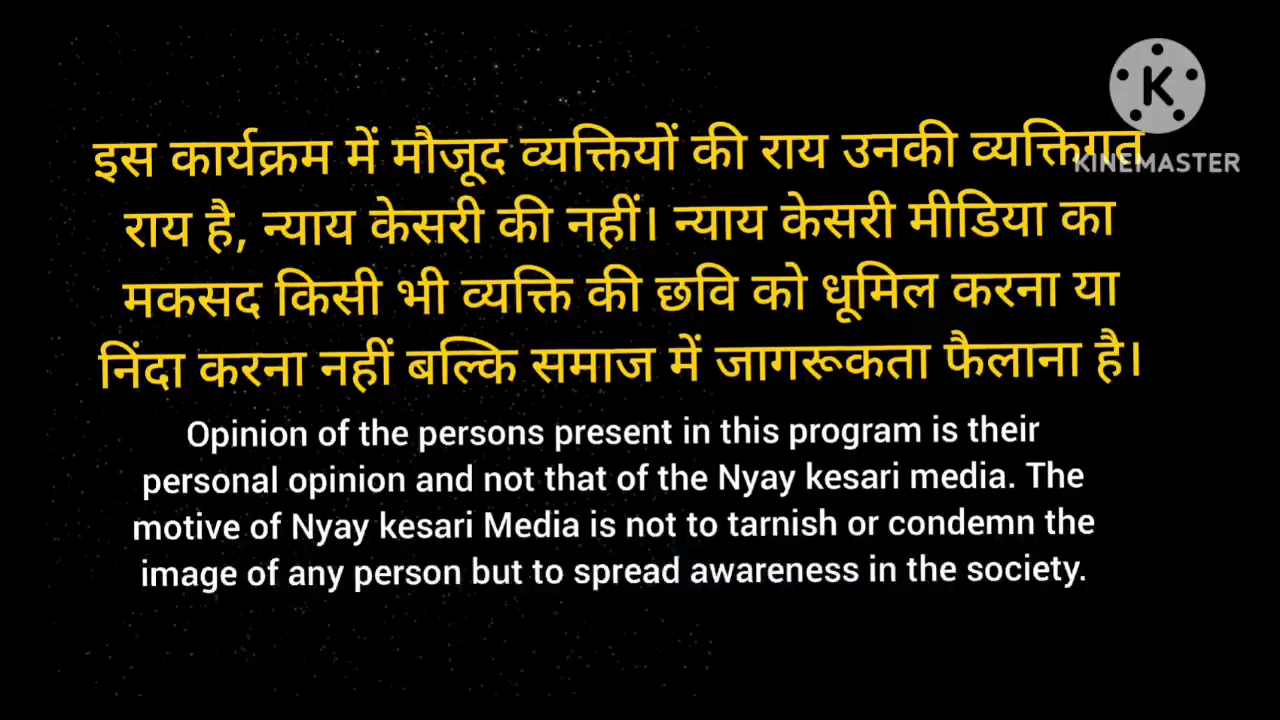 K
KINEMASTER
इस कार्यक्रम में मौजूद व्यक्तियों की राय उनकी व्यक्तिगत
राय है, न्याय केसरी की नहीं। न्याय केसरी मीडिया का
मकसद किसी भी व्यक्ति की छवि को धूमिल करना या
निंदा करना नहीं बल्कि समाज में जागरूकता फैलाना है।
Opinion of the persons present in this program is their
personal opinion and not that of the Nyay kesari media. The
motive of Nyay kesari Media is not to tarnish or condemn the
image of any person but to spread awareness in the society.